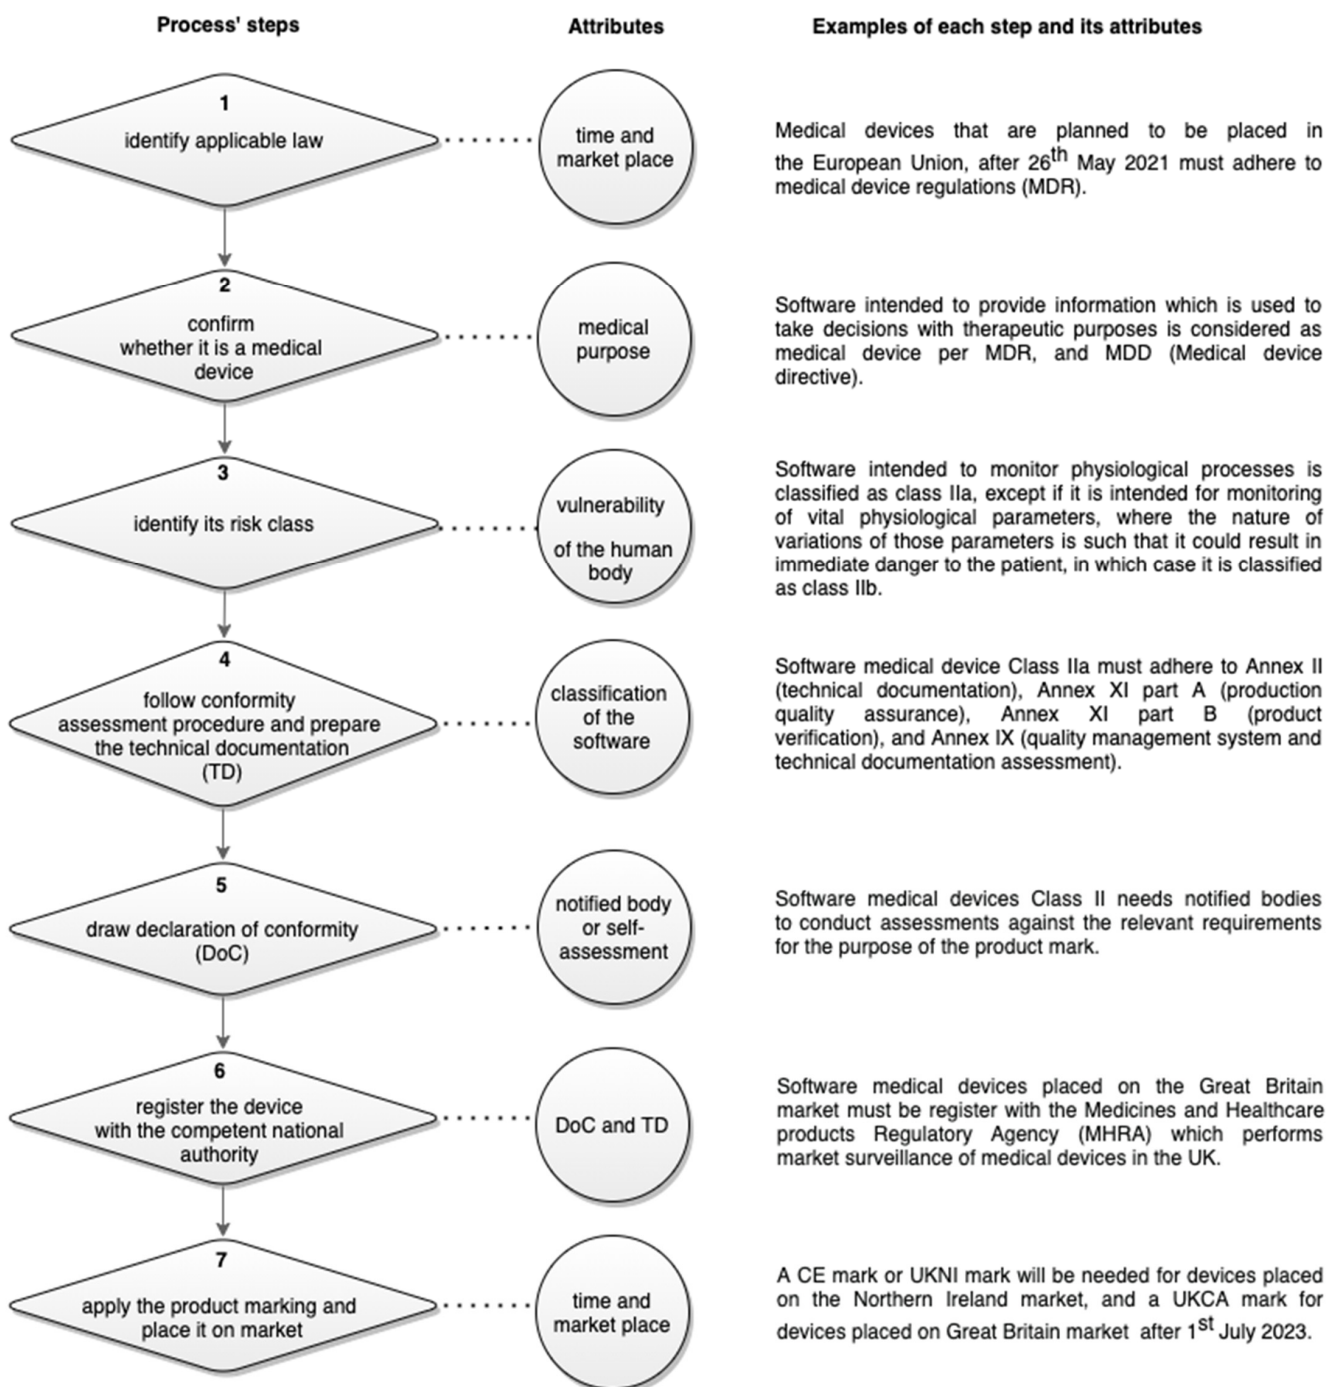 Process' steps
Attributes
Examples of each step and its attributes
1
identify applicable law
time and
market place
Medical devices that are planned to be placed in
the European Union, after 26th May 2021 must adhere to
medical device regulations (MDR).
2
confirm
whether it is a medical
device
medical
purpose
Software intended to provide information which is used to
take decisions with therapeutic purposes is considered as
medical device per MDR, and MDD (Medical device
directive).
3
identify its risk class
vulnerability
of the human
body
Software intended to monitor physiological processes is
classified as class IIa, except if it is intended for monitoring
of vital physiological parameters, where the nature of
variations of those parameters is such that it could result in
immediate danger to the patient, in which case it is classified
as class IIb.
4
follow conformity
assessment procedure and prepare
the technical documentation
(TD)
classification
of the
software
Software medical device Class IIa must adhere to Annex II
(technical documentation), Annex XI part A (production
quality assurance), Annex XI part B (product
verification), and Annex IX (quality management system and
technical documentation assessment).
5
draw declaration of conformity
(DoC)
notified body
or self-
assessment
Software medical devices Class II needs notified bodies
to conduct assessments against the relevant requirements
for the purpose of the product mark.
6
register the device
with the competent national
authority
DoC and TD
Software medical devices placed on the Great Britain
market must be register with the Medicines and Healthcare
products Regulatory Agency (MHRA) which performs
market surveillance of medical devices in the UK.
7
apply the product marking and
place it on market
time and
market place
A CE mark or UKNI mark will be needed for devices placed
on the Northern Ireland market, and a UKCA mark for
devices placed on Great Britain market after 1st July 2023.